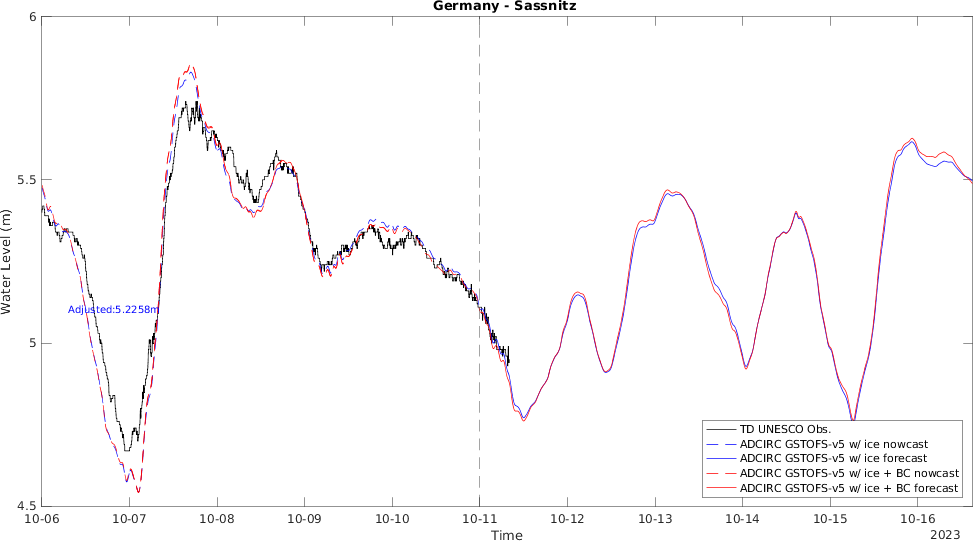 Germany - Sassnitz
6
5.5
5
4.5
Water Level (m)
Adjusted:5.2258m
TD UNESCO Obs.
ADCIRC GSTOFS-v5 w/ ice nowcast
ADCIRC GSTOFS-v5 w/ ice forecast
ADCIRC GSTOFS-v5 w/ ice + BC nowcast
ADCIRC GSTOFS-v5 w/ ice + BC forecast
10-06 10-07 10-08 10-09 10-10 10-11 10-12 10-13 10-14 10-15 10-16
Time
2023